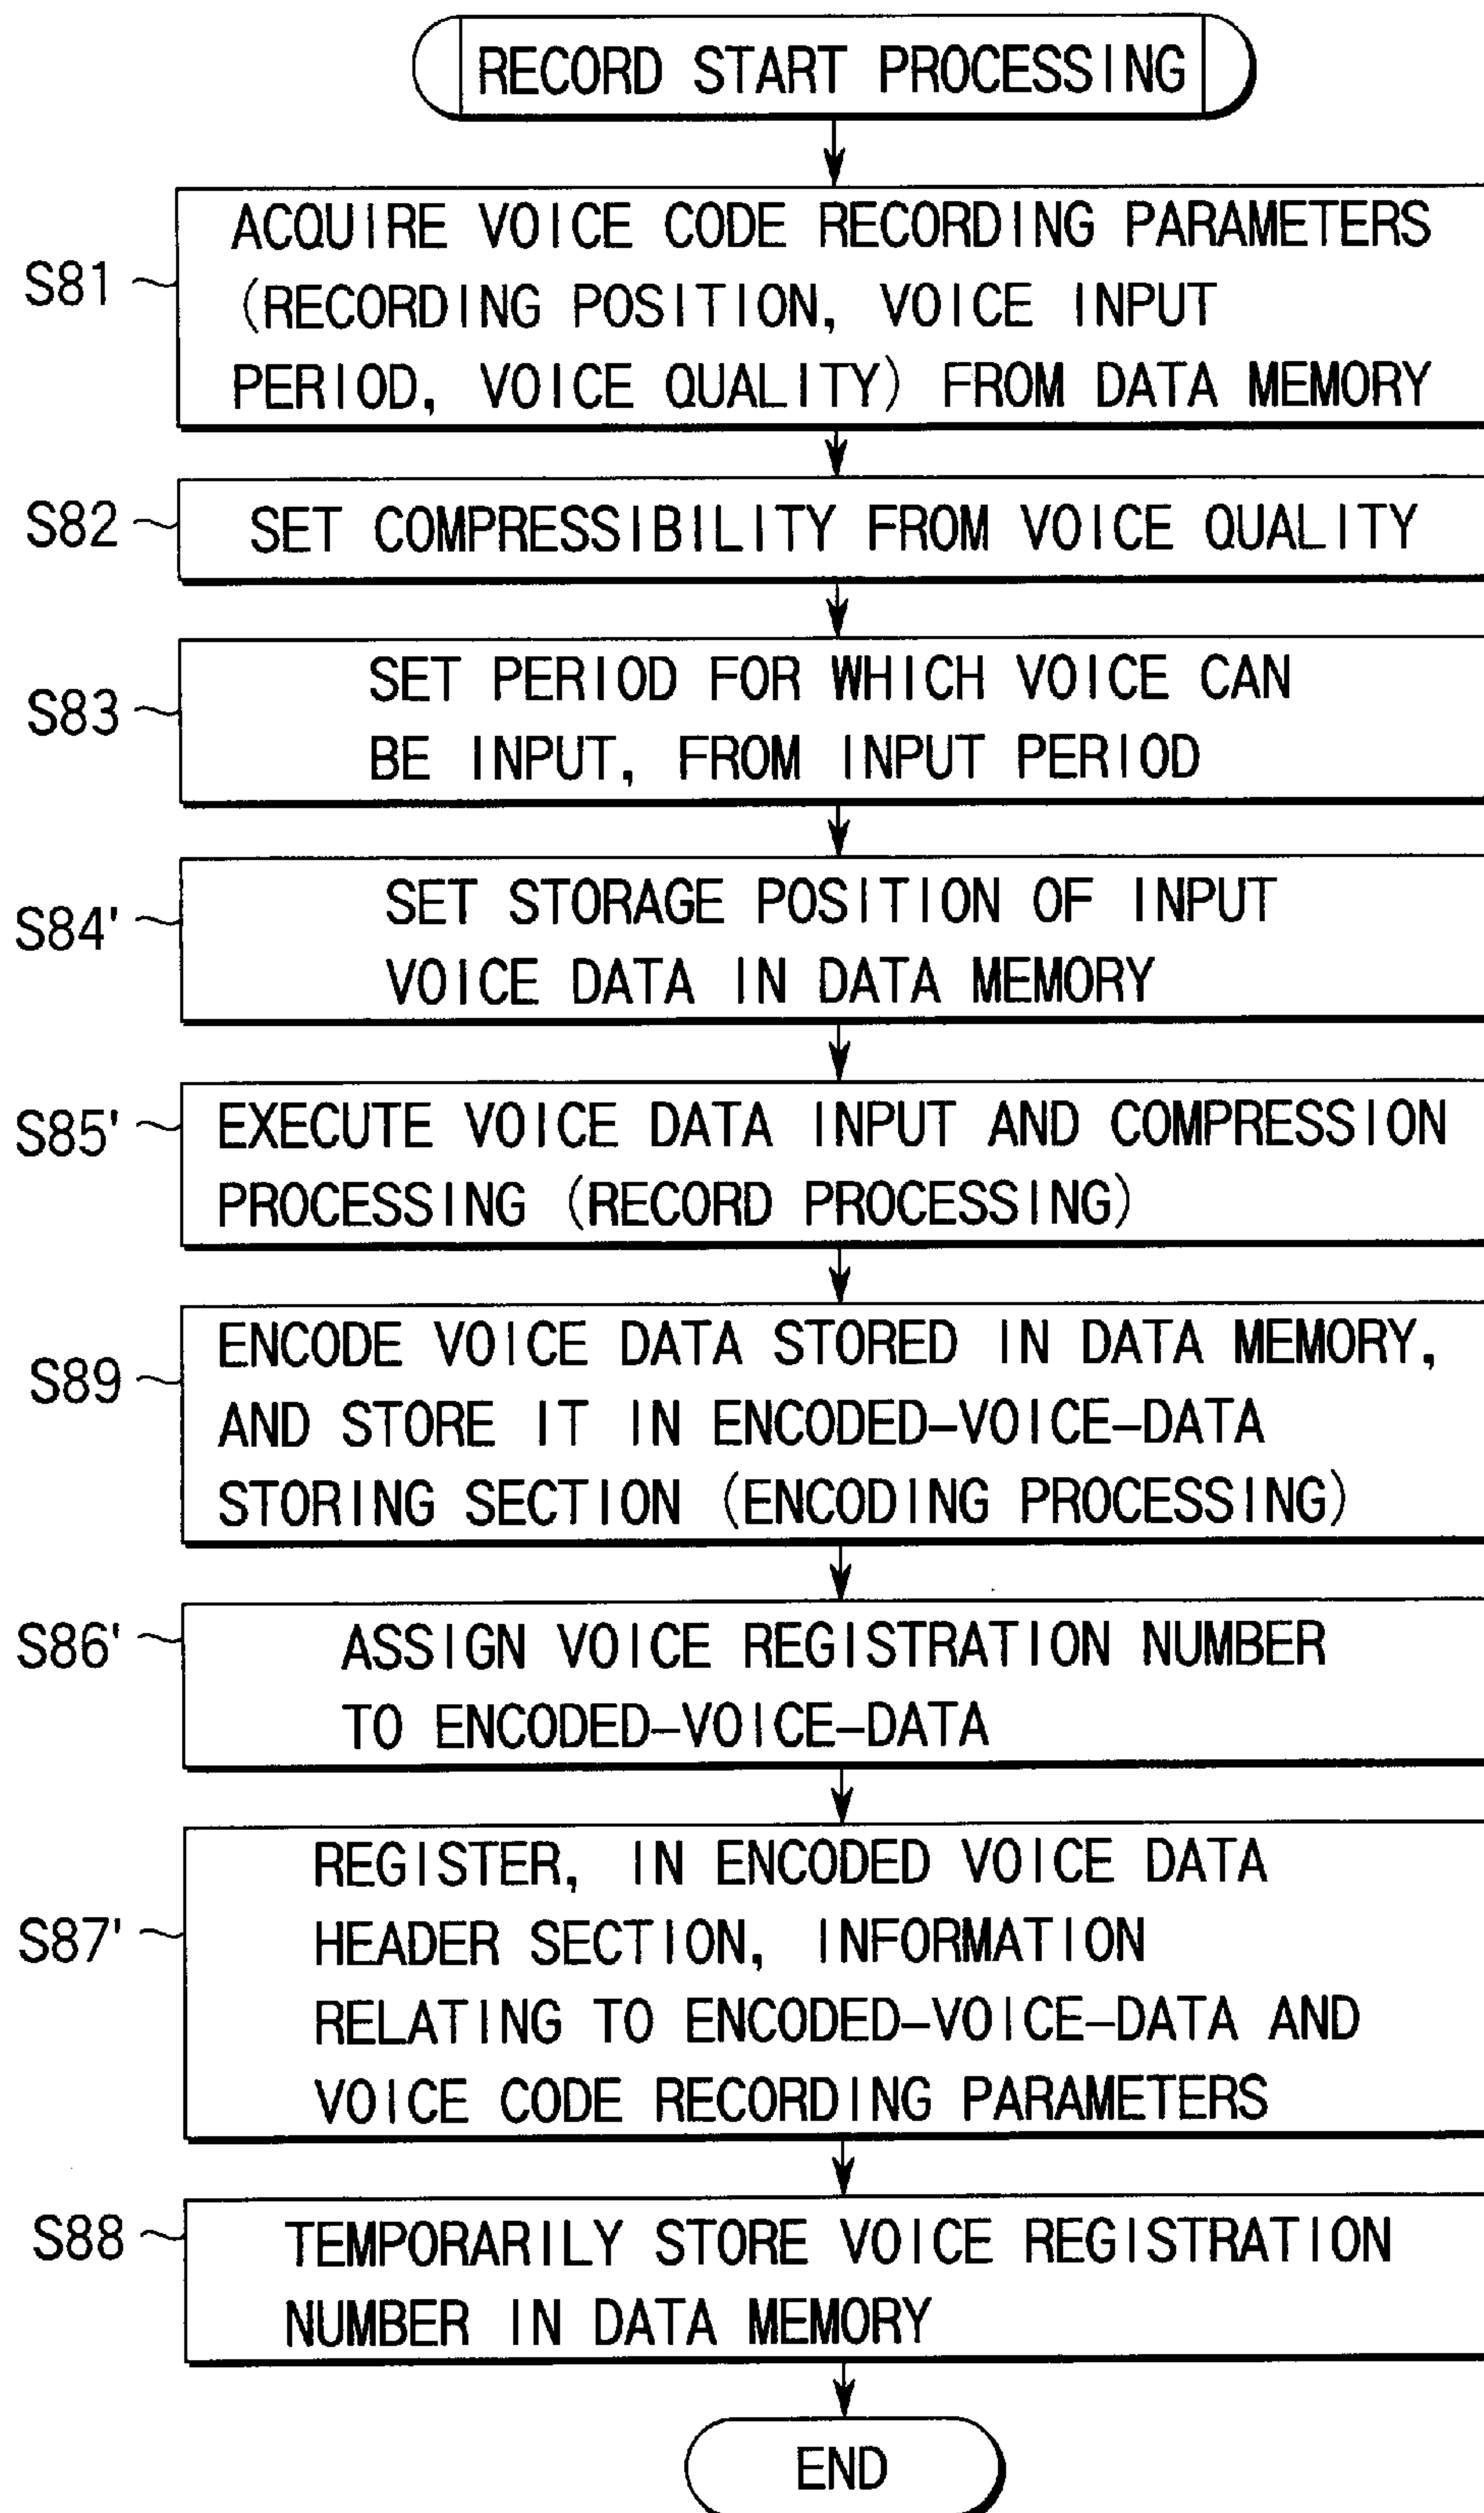 RECORD START PROCESSING
S81
ACQUIRE VOICE CODE RECORDING PARAMETERS
(RECORDING POSITION, VOICE INPUT
PERIOD, VOICE QUALITY) FROM DATA MEMORY
S82
SET COMPRESSIBILITY FROM VOICE QUALITY
S83
SET PERIOD FOR WHICH VOICE CAN
BE INPUT, FROM INPUT PERIOD
S84'
SET STORAGE POSITION OF INPUT
VOICE DATA IN DATA MEMORY
S85'
EXECUTE VOICE DATA INPUT AND COMPRESSION
PROCESSING (RECORD PROCESSING)
S89
ENCODE VOICE DATA STORED IN DATA MEMORY,
AND STORE IT IN ENCODED-VOICE-DATA
STORING SECTION (ENCODING PROCESSING)
S86'
ASSIGN VOICE REGISTRATION NUMBER
TO ENCODED-VOICE-DATA
S87'
REGISTER, IN ENCODED VOICE DATA
HEADER SECTION, INFORMATION
RELATING TO ENCODED-VOICE-DATA AND
VOICE CODE RECORDING PARAMETERS
S88
TEMPORARILY STORE VOICE REGISTRATION
NUMBER IN DATA MEMORY
END